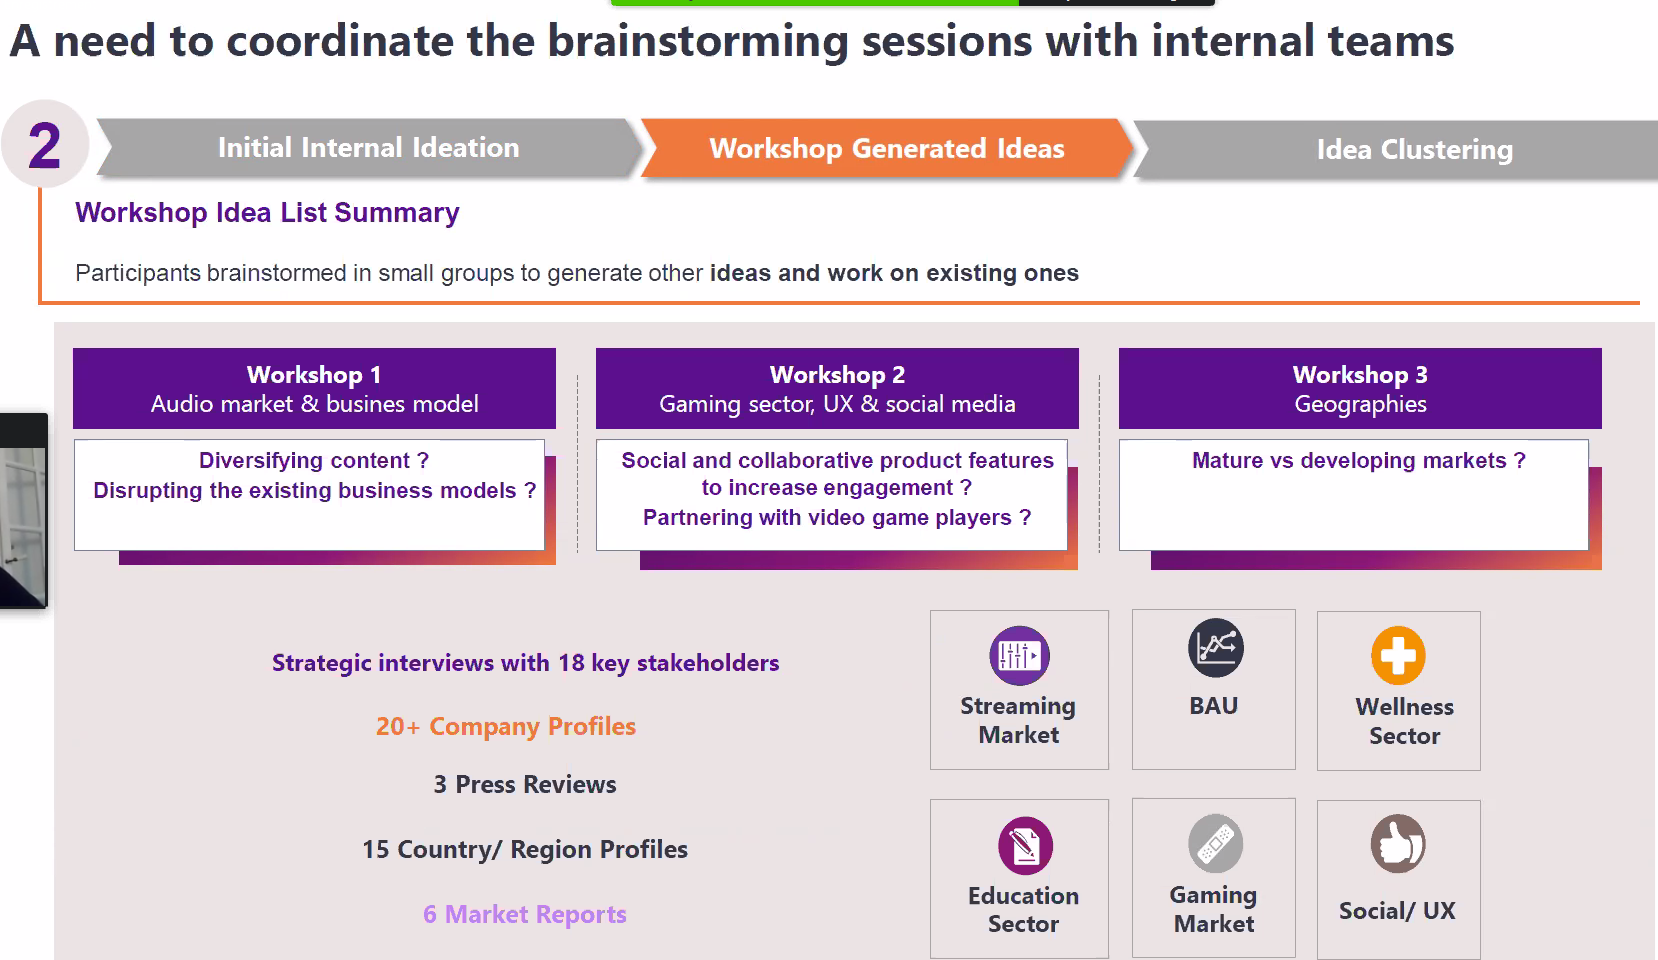 A need to coordinate the brainstorming sessions with internal teams
2
Initial Internal Ideation
Workshop Generated Ideas
Idea Clustering
Workshop Idea List Summary
Participants brainstormed in small groups to generate other ideas and work on existing ones
Workshop 1
Audio market & busines model
Diversifying content ?
Disrupting the existing business models ?
Workshop 2
Gaming sector, UX & social media
Social and collaborative product features
to increase engagement ?
Partnering with video game players ?
Workshop 3
Geographies
Mature vs developing markets ?
Strategic interviews with 18 key stakeholders
20+ Company Profiles
3 Press Reviews
15 Country/ Region Profiles
6 Market Reports
Streaming
Market
BAU
Wellness
Sector
Education
Sector
Gaming
Market
Social/ UX